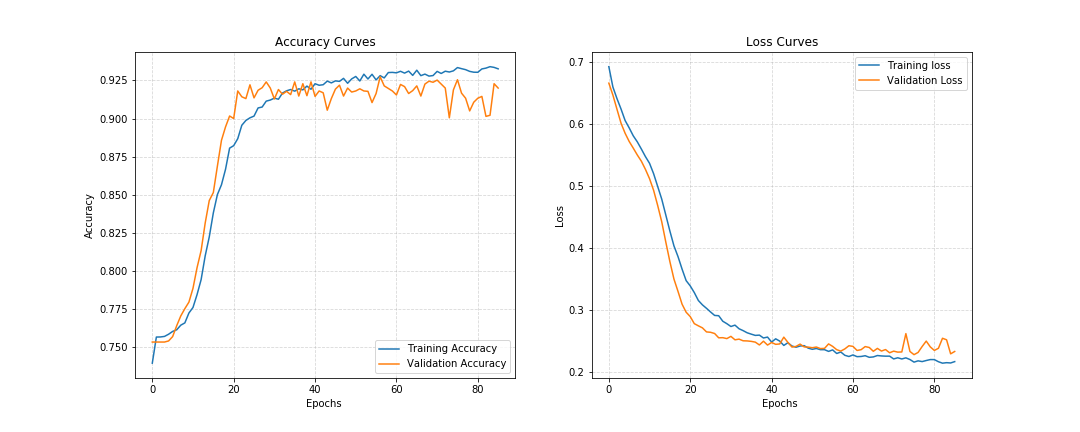 Accuracy Curves
0.925
0.900
0.875
0.850
0.825
0.800
0.775
0.750
Accuracy
0
20
40
60
80
Epochs
Training Accuracy
Validation Accuracy
Loss Curves
0.7
0.6
0.5
0.4
0.3
0.2
Loss
0
20
40
60
80
Epochs
Training loss
Validation Loss